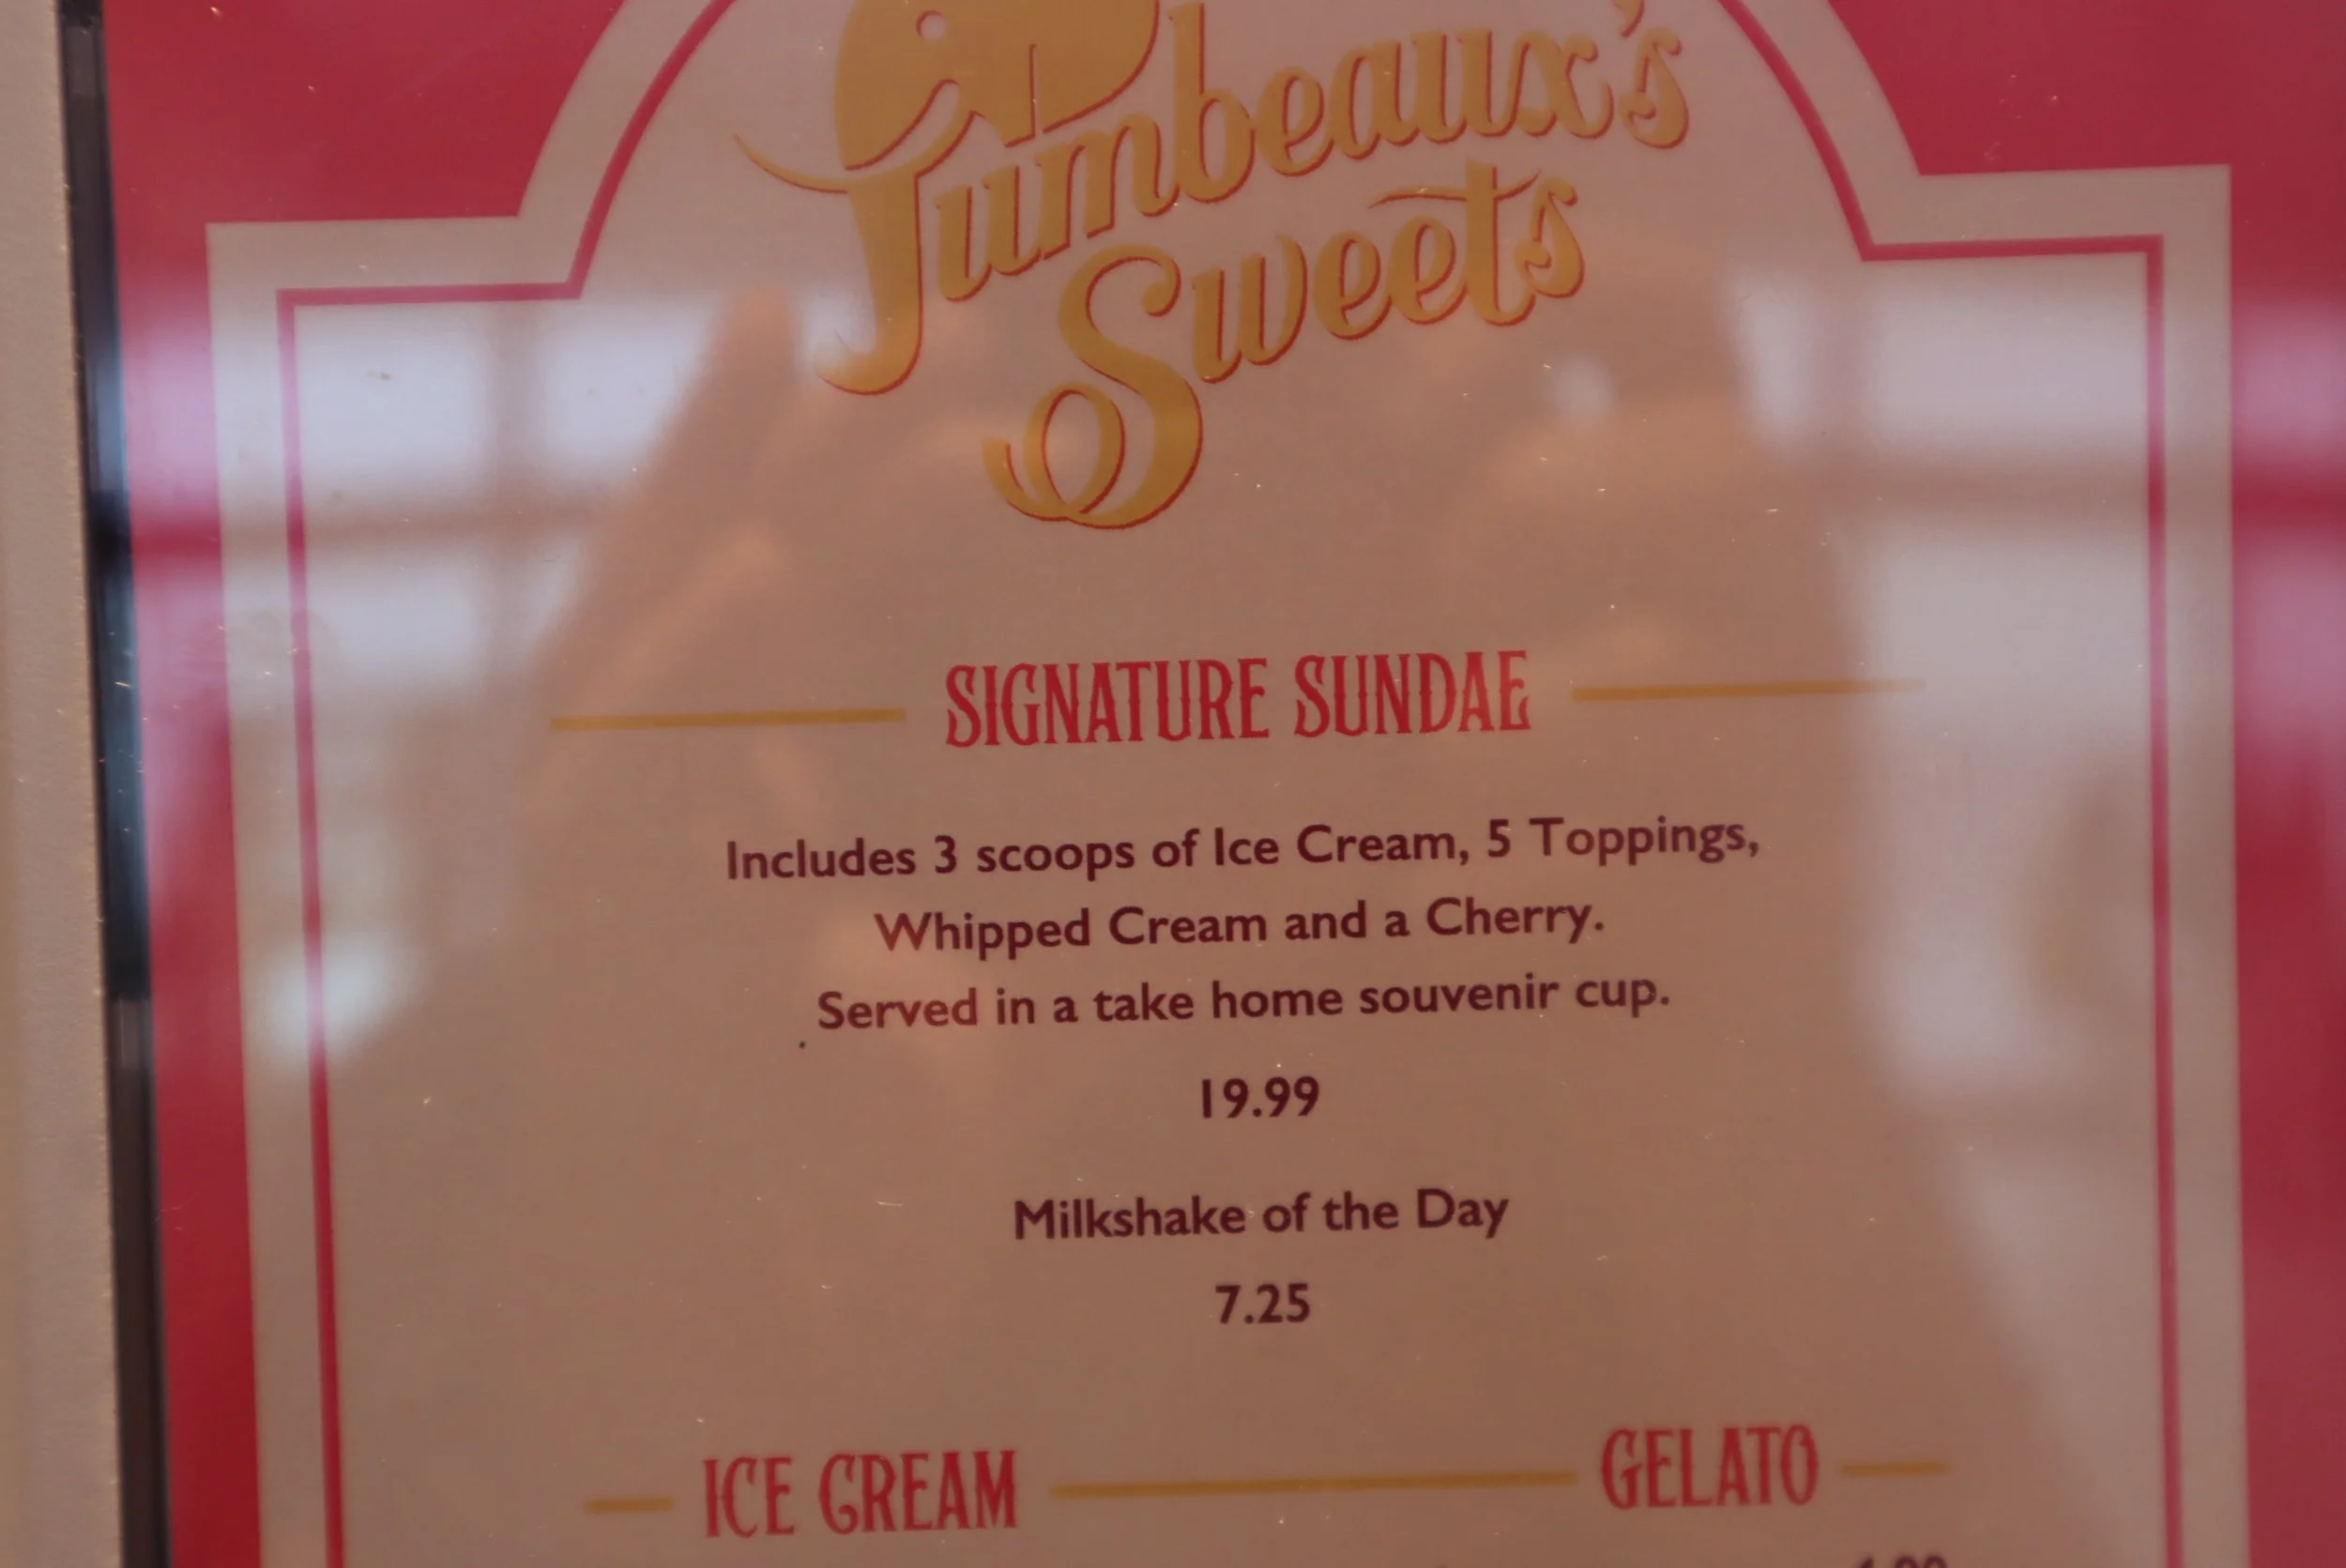 Jumbeaux's
Sweets
SIGNATURE SUNDAE
Includes 3 scoops of Ice Cream, 5 Toppings,
Whipped Cream and a Cherry.
Served in a take home souvenir cup.
19.99
Milkshake of the Day
7.25
ICE CREAM GELATO